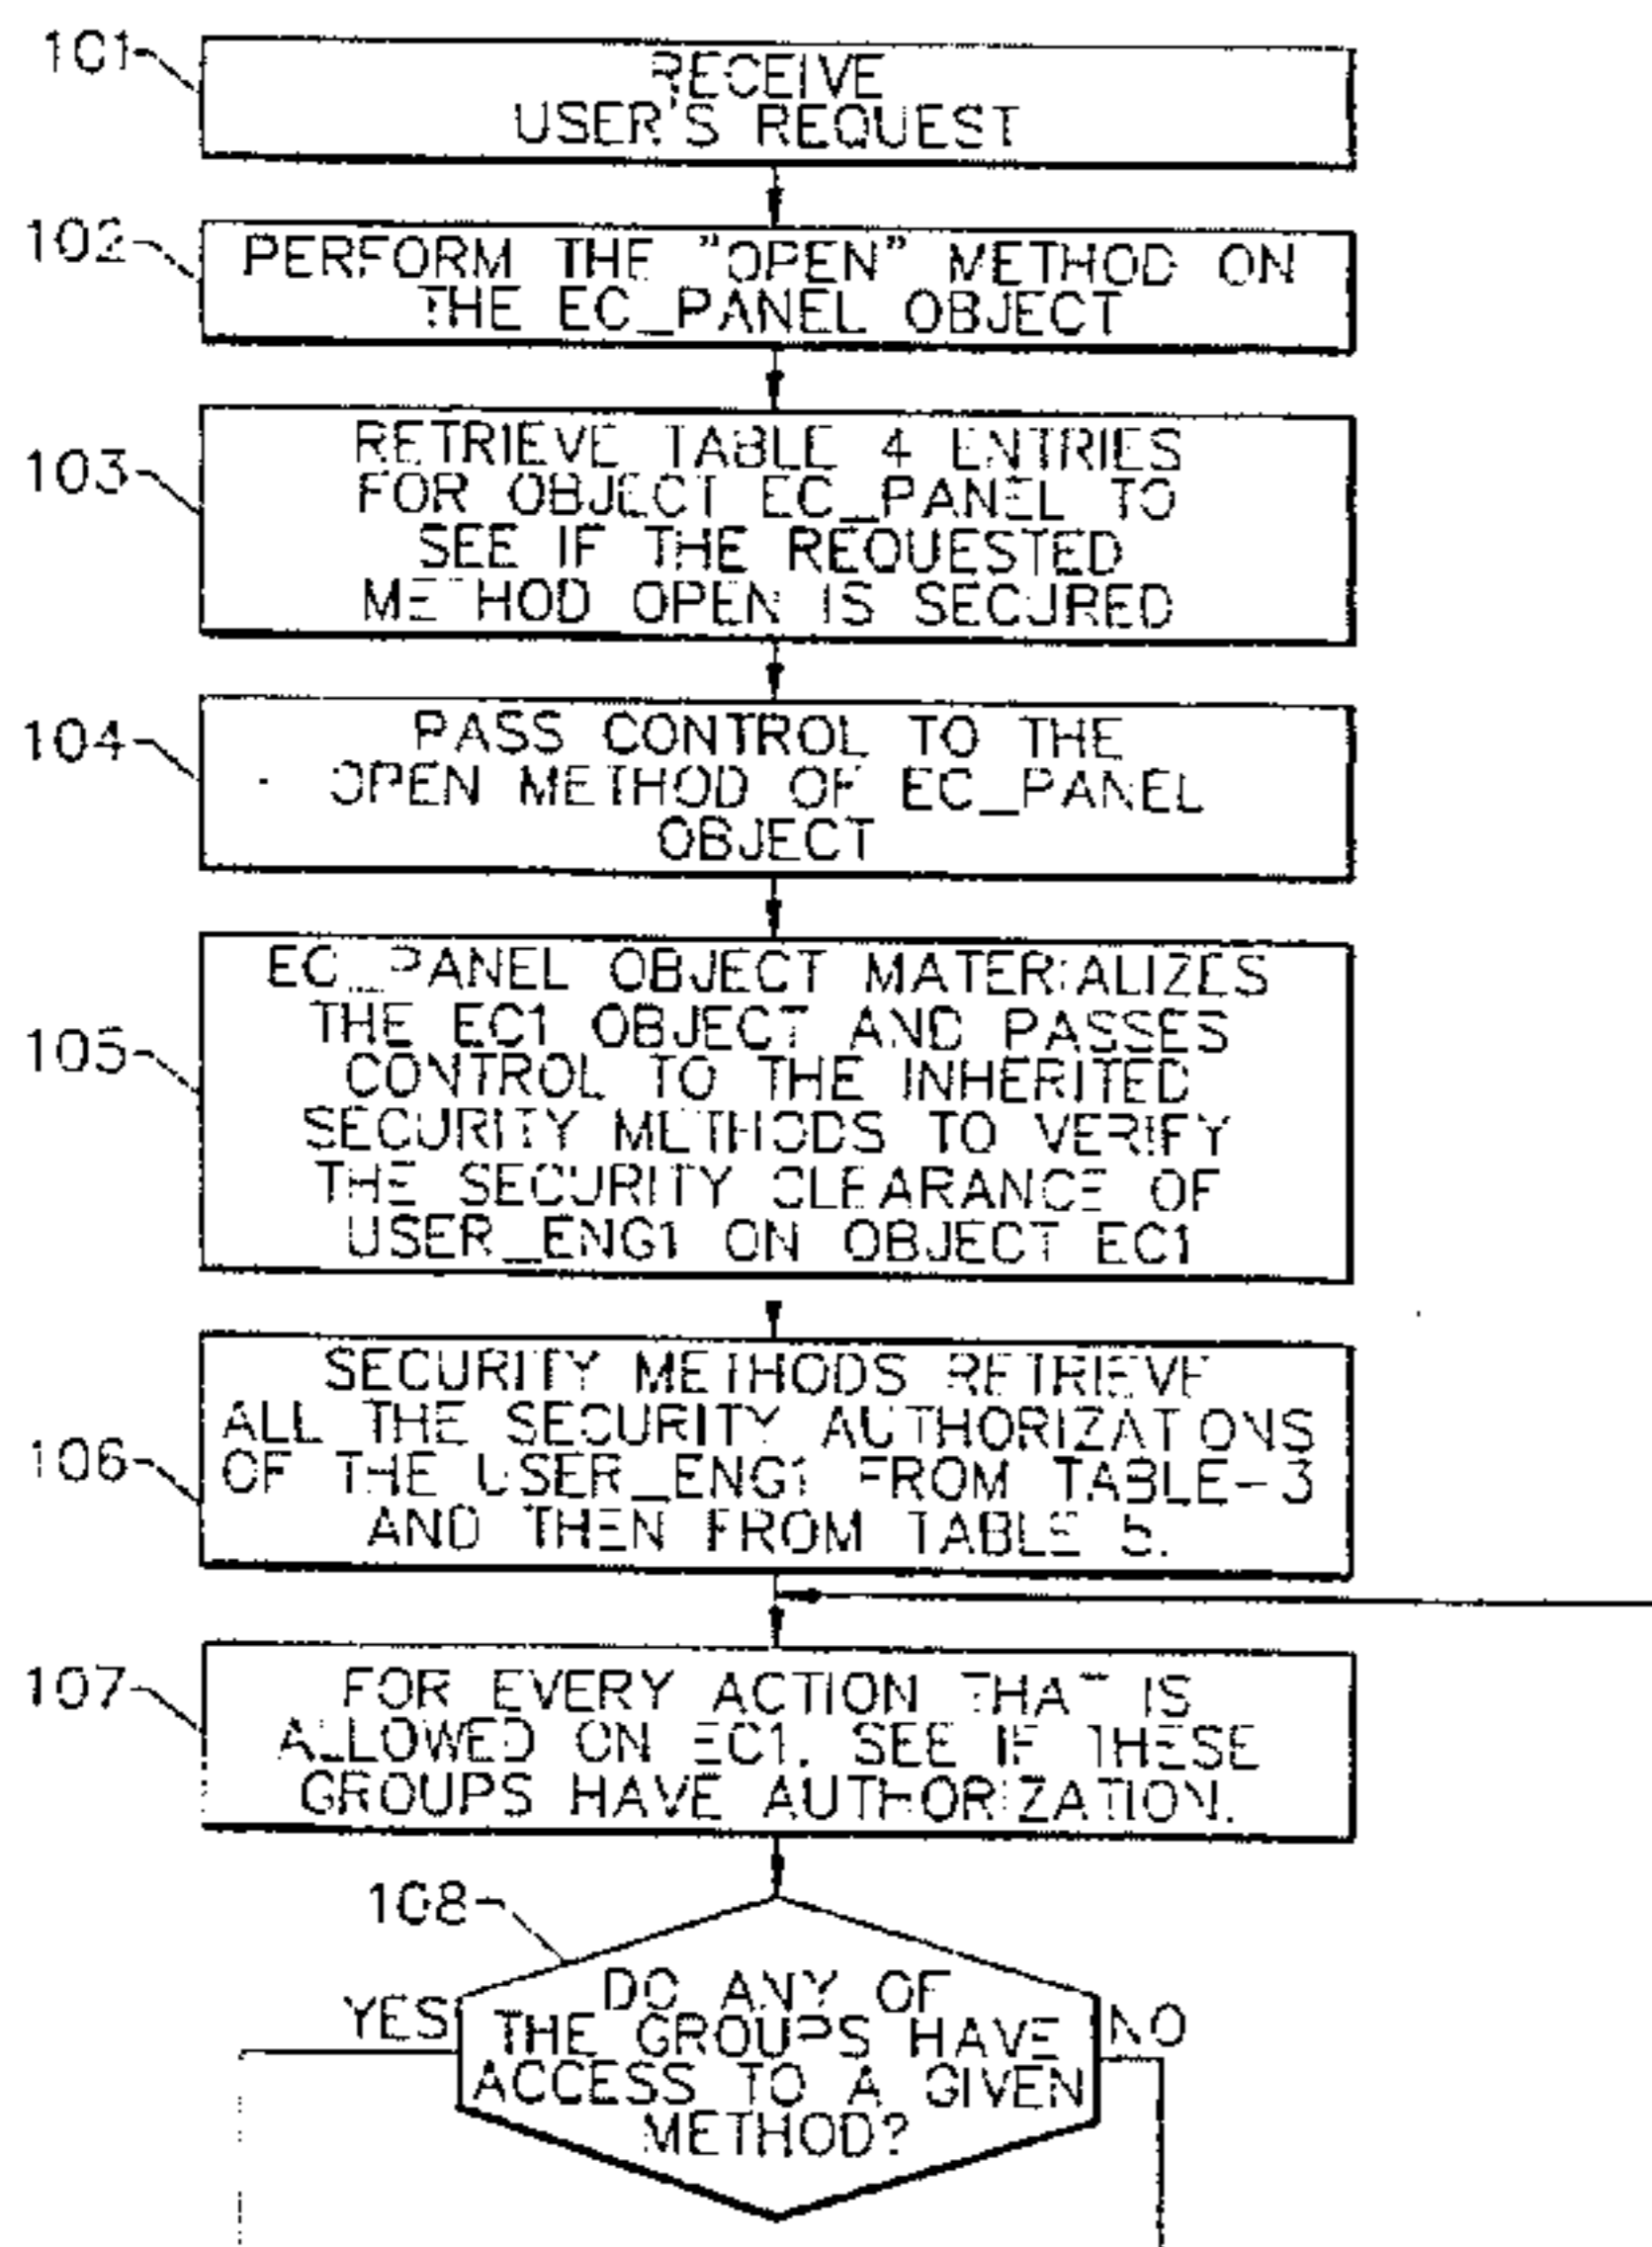 101
RECEIVE
USER'S REQUEST
102
PERFORM THE "OPEN" METHOD ON
THE EC_PANEL OBJECT
103
RETRIEVE TABLE 4 ENTRIES
FOR OBJECT EC_PANEL TO
SEE IF THE REQUESTED
METHOD OPEN IS SECURED
104
PASS CONTROL TO THE
OPEN METHOD OF EC_PANEL
OBJECT
105
EC_PANEL OBJECT MATERIALIZES
THE EC1 OBJECT AND PASSES
CONTROL TO THE INHERITED
SECURITY METHODS TO VERIFY
THE SECURITY CLEARANCE OF
USER_ENG1 ON OBJECT EC1
106
SECURITY METHODS RETRIEVE
ALL THE SECURITY AUTHORIZATIONS
OF THE USER_ENG1 FROM TABLE-3
AND THEN FROM TABLE 5.
107
FOR EVERY ACTION THAT IS
ALLOWED ON EC1, SEE IF THESE
GROUPS HAVE AUTHORIZATION.
108
YES
DO ANY OF
THE GROUPS HAVE
ACCESS TO A GIVEN
METHOD?
NO